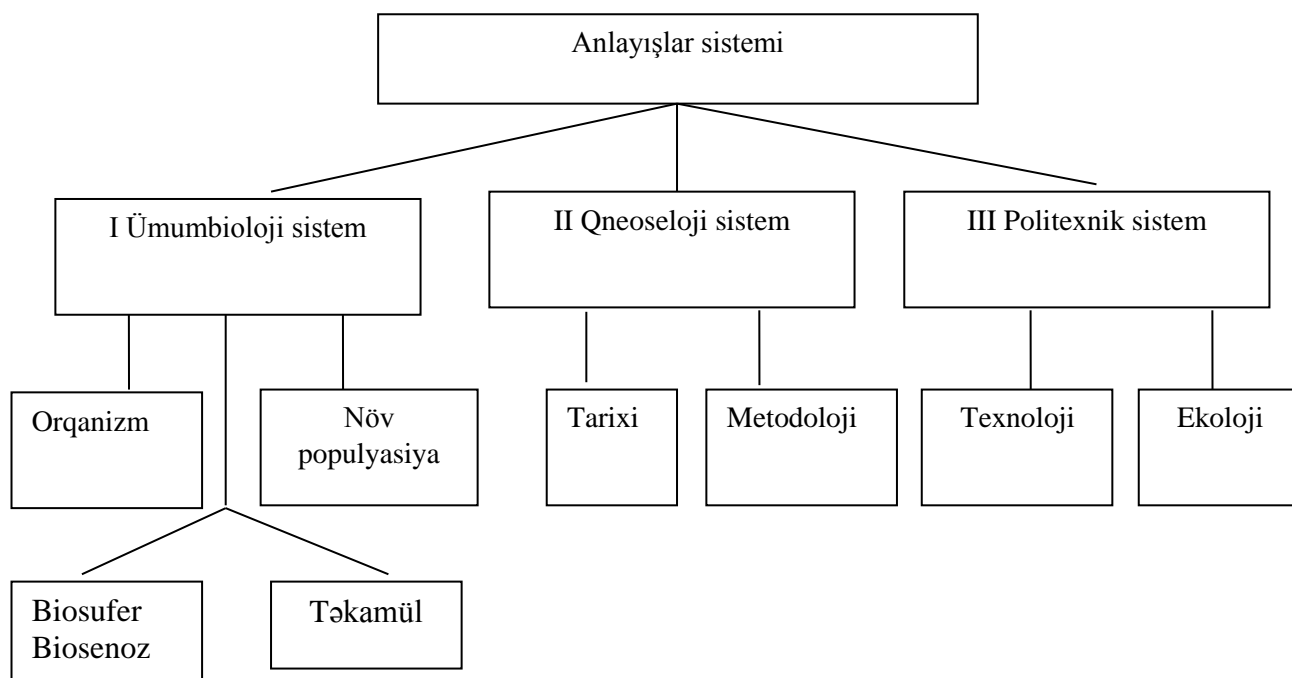 Anlayışlar sistemi
I Ümumbioloji sistem
II Qneoseloji sistem
III Politexnik sistem
Orqanizm
Növ
populyasiya
Tarixi
Metodoloji
Texnoloji
Ekoloji
Biosufer
Biosenoz
Təkamül